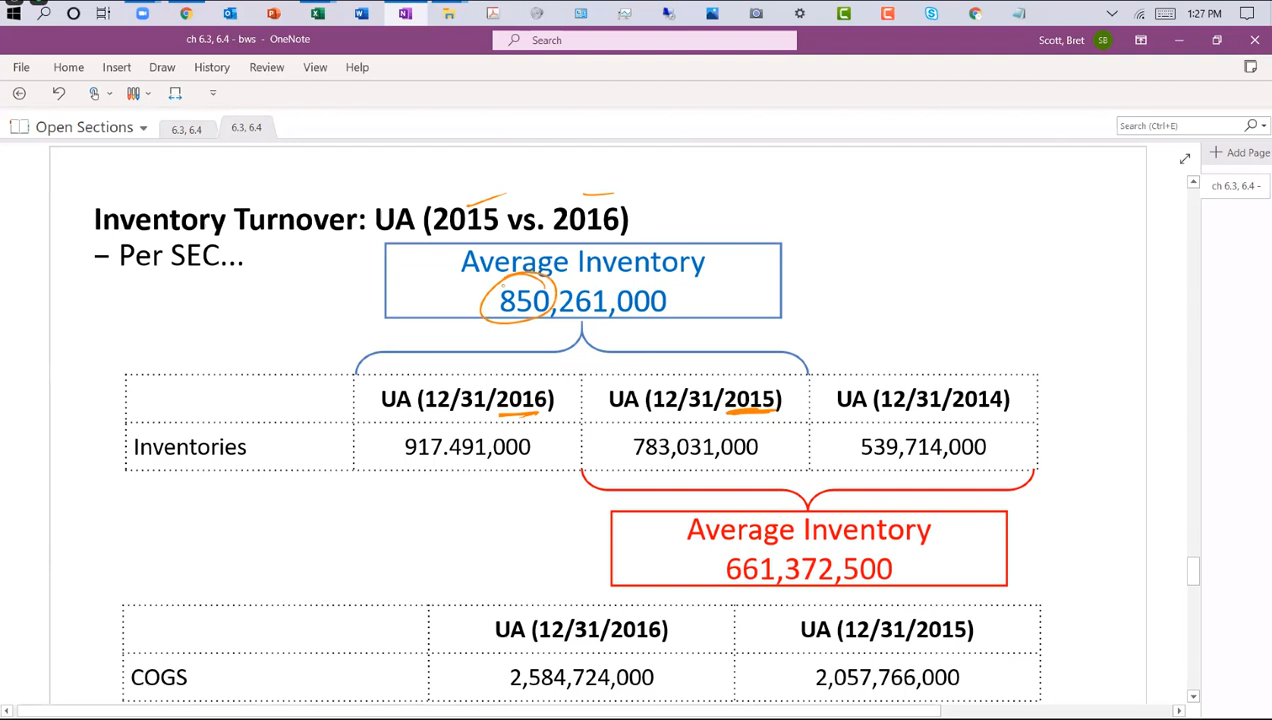 1:27 PM
ch 6.3, 6.4 - bws - OneNote
Search
Scott, Bret
SB
File Home Insert Draw History Review View Help
Open Sections
6.3, 6.4
6.3, 6.4
Search (Ctrl+E)
Add Page
ch 6.3, 6.4 -
Inventory Turnover: UA (2015 vs. 2016)
– Per SEC...
Average Inventory
850,261,000
UA (12/31/2016) UA (12/31/2015) UA (12/31/2014)
Inventories 917.491,000 783,031,000 539,714,000
Average Inventory
661,372,500
UA (12/31/2016) UA (12/31/2015)
COGS 2,584,724,000 2,057,766,000